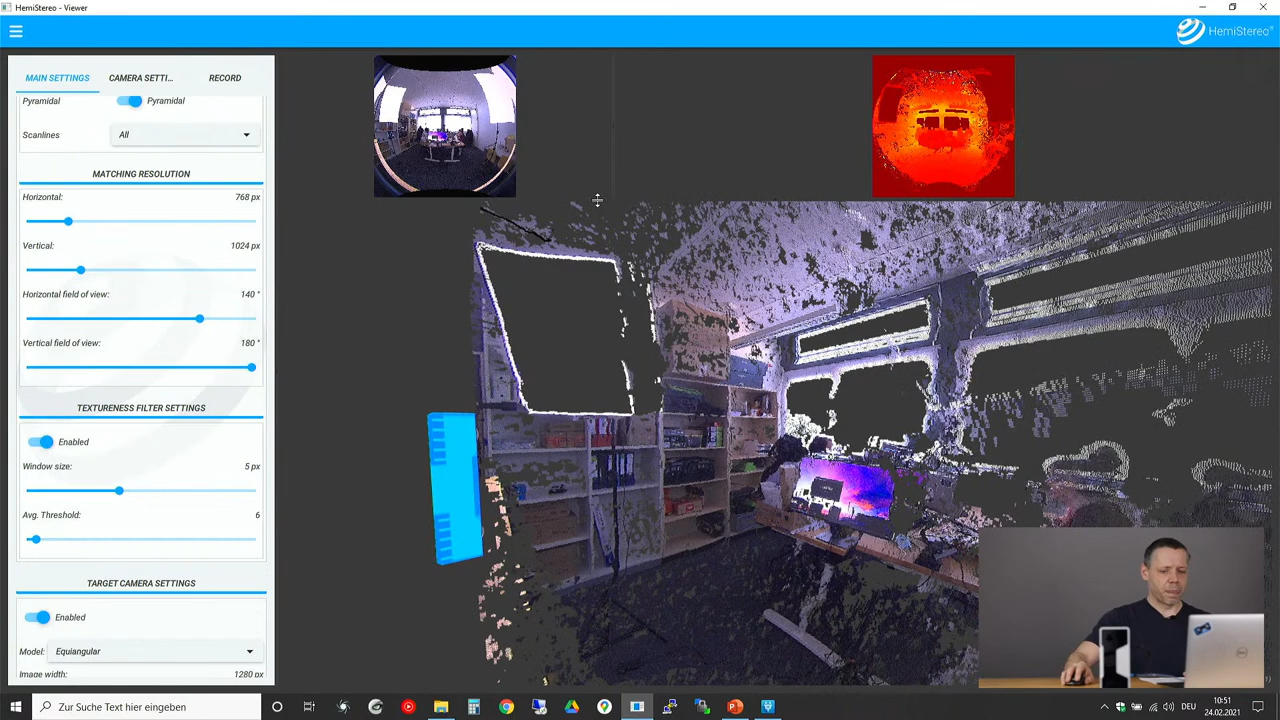 HemiStereo - Viewer
HemiStereo®
MAIN SETTINGS CAMERA SETTI... RECORD
Pyramidal Pyramidal
Scanlines All
MATCHING RESOLUTION
Horizontal: 768 px
Vertical: 1024 px
Horizontal field of view: 140 °
Vertical field of view: 180 °
TEXTURENESS FILTER SETTINGS
Enabled
Window size: 5 px
Avg. Threshold: 6
TARGET CAMERA SETTINGS
Enabled
Model: Equiangular
Image width: 1280 px
Zur Suche Text hier eingeben
DEU
10:51
24.02.2021